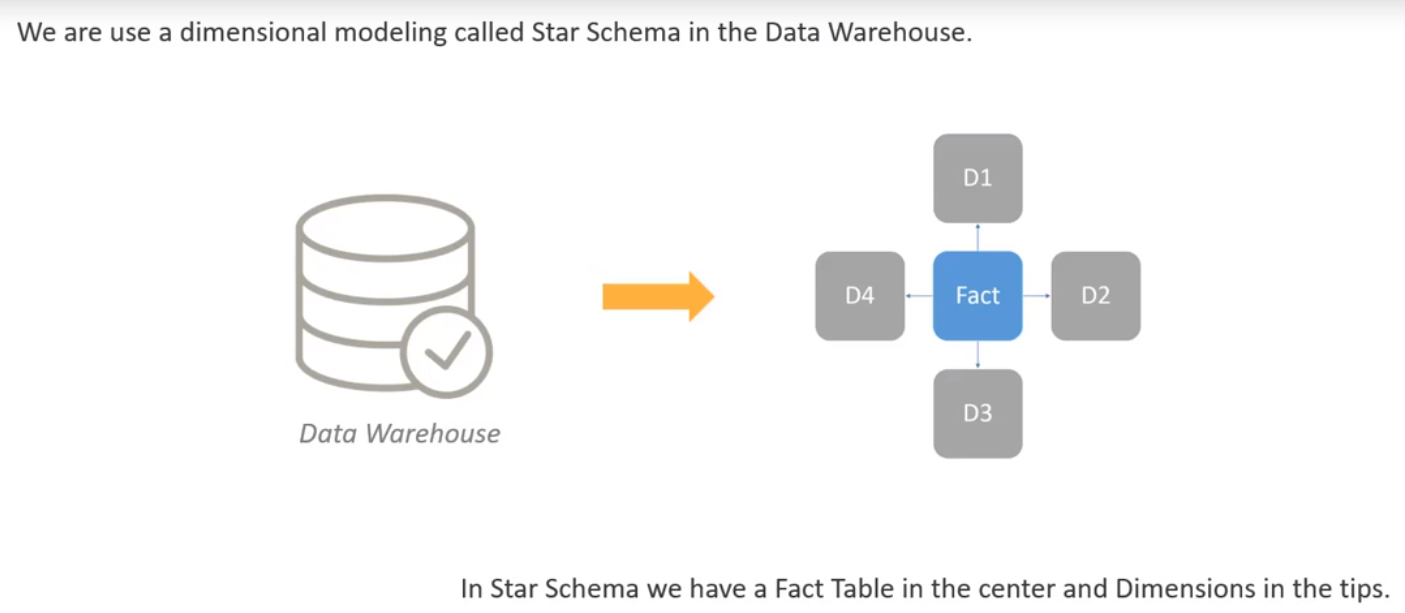 We are use a dimensional modeling called Star Schema in the Data Warehouse.
D1
D4
Fact
D2
D3
Data Warehouse
In Star Schema we have a Fact Table in the center and Dimensions in the tips.